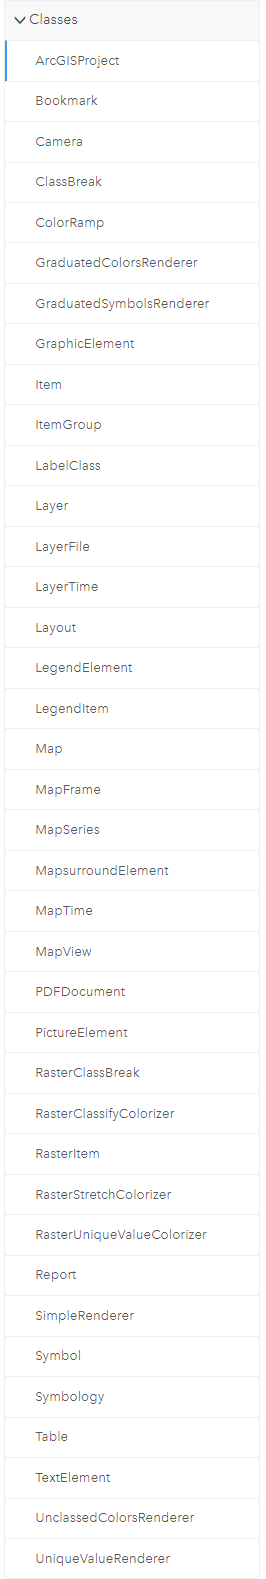 Classes
ArcGISProject
Bookmark
Camera
ClassBreak
ColorRamp
GraduatedColorsRenderer
GraduatedSymbolsRenderer
GraphicElement
Item
ItemGroup
LabelClass
Layer
LayerFile
LayerTime
Layout
LegendElement
LegendItem
Map
MapFrame
MapSeries
MapsurroundElement
MapTime
MapView
PDFDocument
PictureElement
RasterClassBreak
RasterClassifyColorizer
RasterItem
RasterStretchColorizer
RasterUniqueValueColorizer
Report
SimpleRenderer
Symbol
Symbology
Table
TextElement
UnclassedColorsRenderer
UniqueValueRenderer